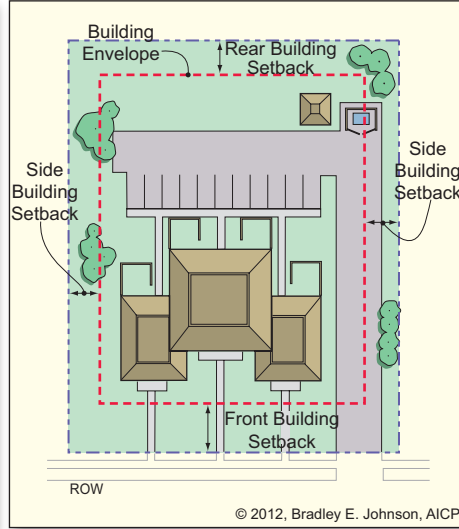 Building
Envelope
Rear Building
Setback
Side
Building
Setback
Side
Building
Setback
Front Building
Setback
ROW
© 2012, Bradley E. Johnson, AICP